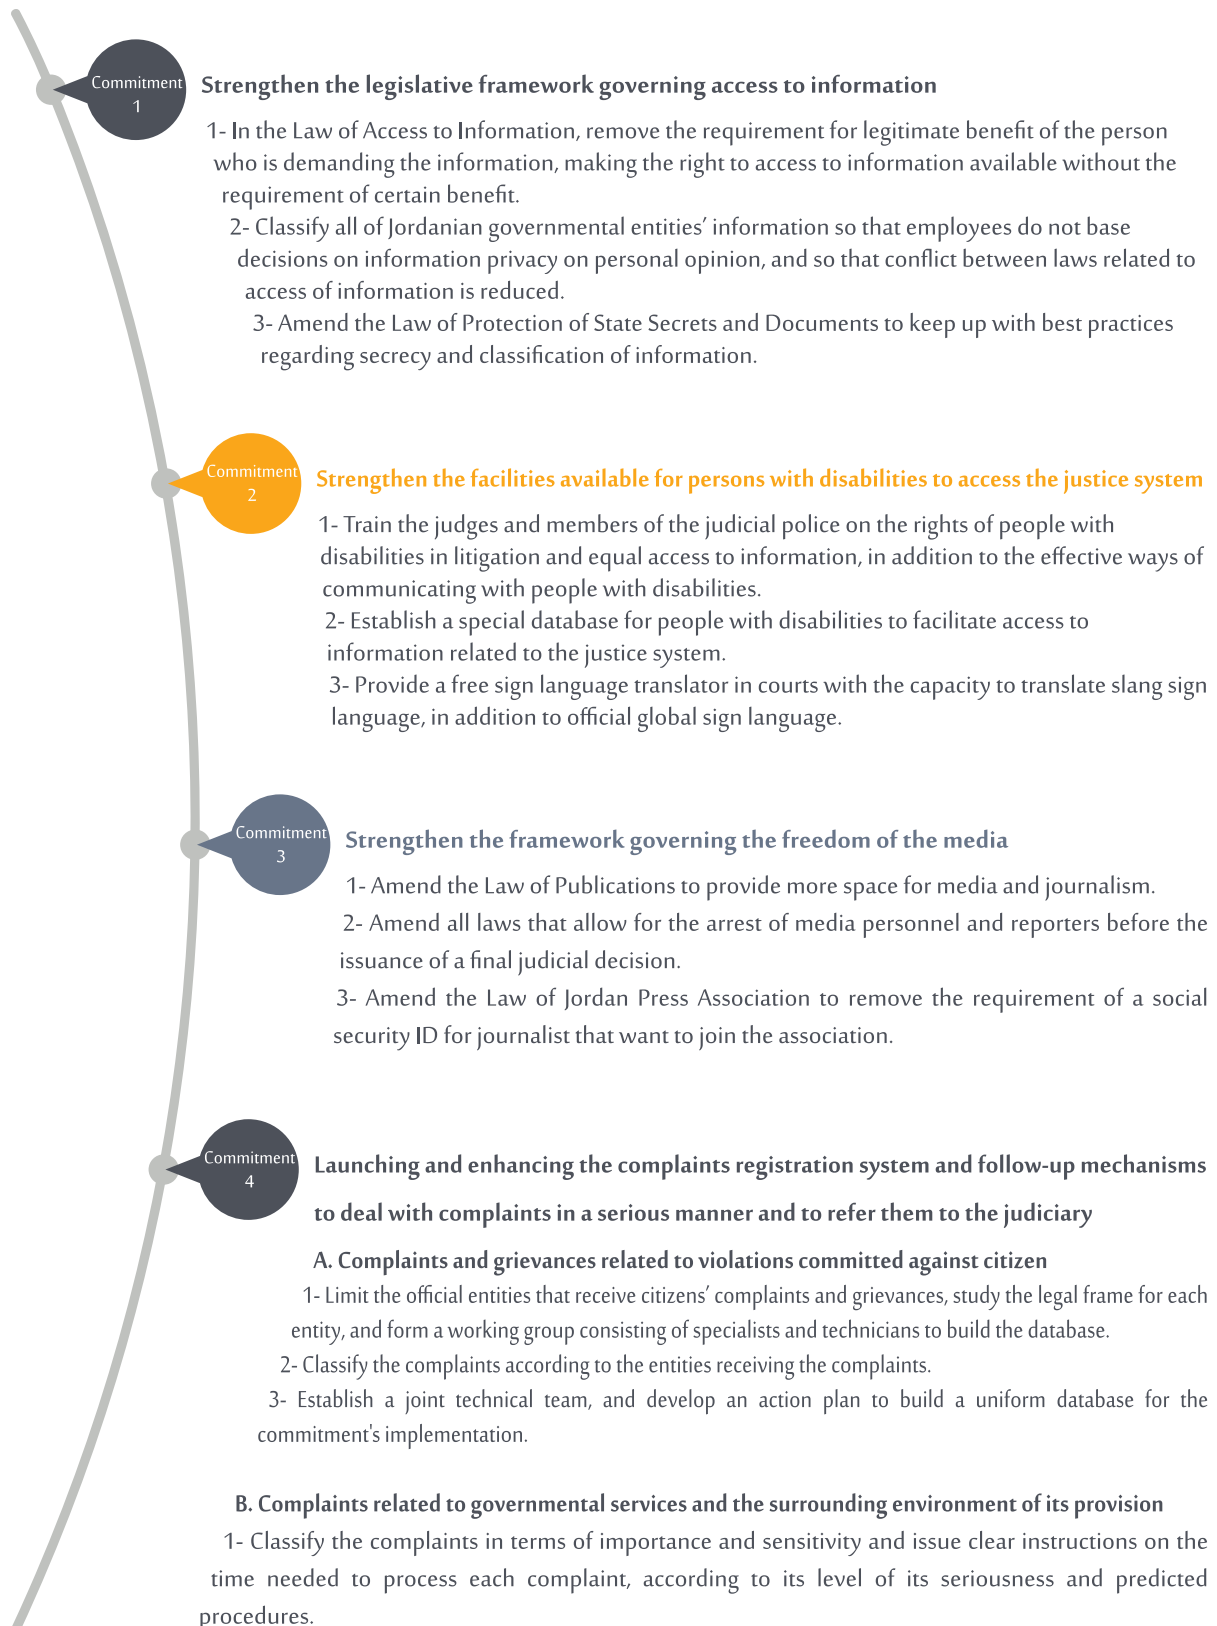 Commitment
1
Strengthen the legislative framework governing access to information
1- In the Law of Access to Information, remove the requirement for legitimate benefit of the person
who is demanding the information, making the right to access to information available without the
requirement of certain benefit.
2- Classify all of Jordanian governmental entities’ information so that employees do not base
decisions on information privacy on personal opinion, and so that conflict between laws related to
access of information is reduced.
3- Amend the Law of Protection of State Secrets and Documents to keep up with best practices
regarding secrecy and classification of information.
Commitment
2
Strengthen the facilities available for persons with disabilities to access the justice system
1- Train the judges and members of the judicial police on the rights of people with
disabilities in litigation and equal access to information, in addition to the effective ways of
communicating with people with disabilities.
2- Establish a special database for people with disabilities to facilitate access to
information related to the justice system.
3- Provide a free sign language translator in courts with the capacity to translate slang sign
language, in addition to official global sign language.
Commitment
3
Strengthen the framework governing the freedom of the media
1- Amend the Law of Publications to provide more space for media and journalism.
2- Amend all laws that allow for the arrest of media personnel and reporters before the
issuance of a final judicial decision.
3- Amend the Law of Jordan Press Association to remove the requirement of a social
security ID for journalist that want to join the association.
Commitment
4
Launching and enhancing the complaints registration system and follow-up mechanisms
to deal with complaints in a serious manner and to refer them to the judiciary
A. Complaints and grievances related to violations committed against citizen
1- Limit the official entities that receive citizens’ complaints and grievances, study the legal frame for each
entity, and form a working group consisting of specialists and technicians to build the database.
2- Classify the complaints according to the entities receiving the complaints.
3- Establish a joint technical team, and develop an action plan to build a uniform database for the
commitment's implementation.
B. Complaints related to governmental services and the surrounding environment of its provision
1- Classify the complaints in terms of importance and sensitivity and issue clear instructions on the
time needed to process each complaint, according to its level of its seriousness and predicted
procedures.